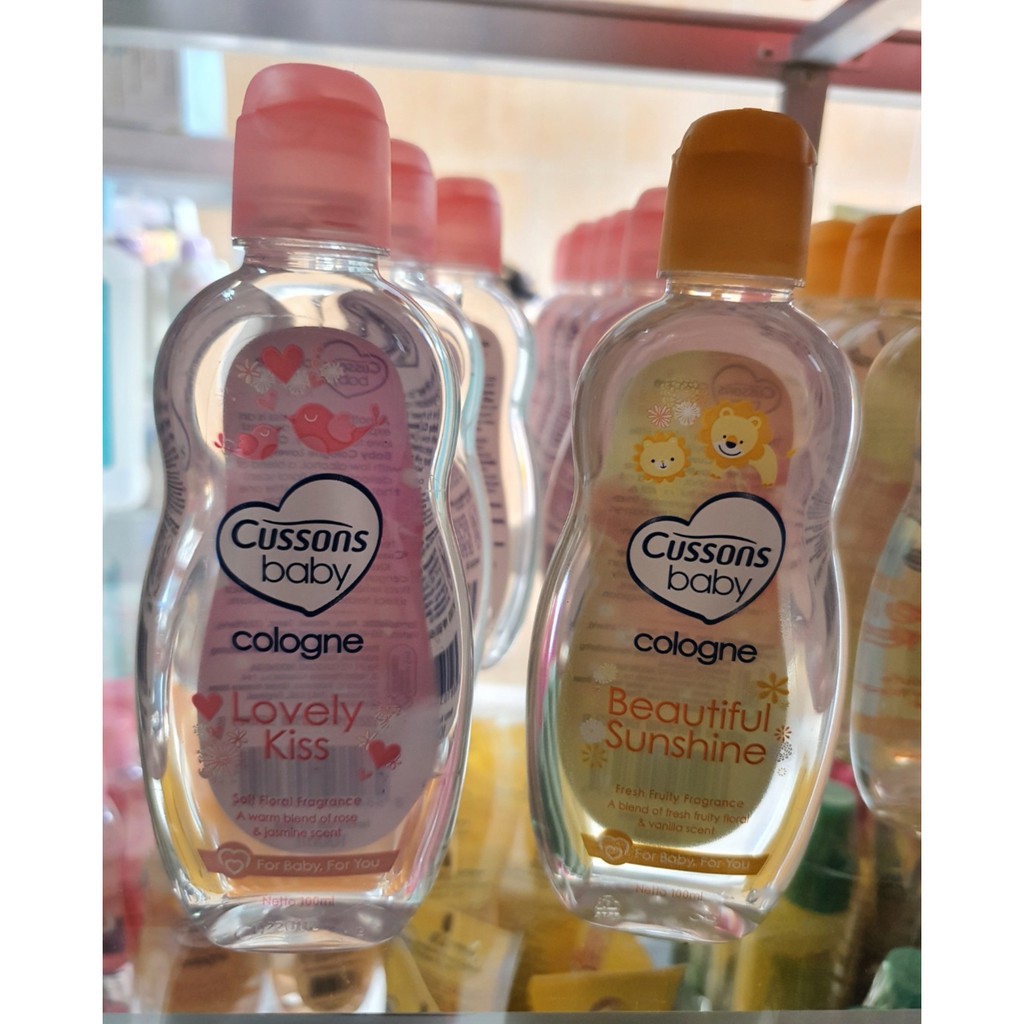 Cussons
baby
cologne
Lovely
Kiss
Soft Floral Fragrance
A warm blend of rose
& jasmine scent
For Baby, For You
Netto 100ml
Cussons
baby
cologne
Beautiful
Sunshine
Fresh Fruity Fragrance
A blend of fresh fruity floral
& vanilla scent
For Baby, For You
Netto 100ml